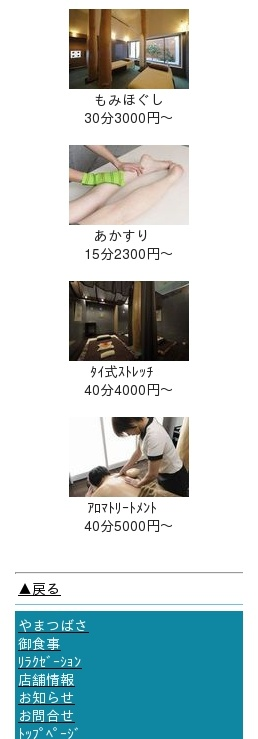 もみほぐし
30分3000円～
あかすり
15分2300円～
ﾀｲ式ｽﾄﾚｯﾁ
40分4000円～
ｱﾛﾏﾄﾘｰﾄﾒﾝﾄ
40分5000円～
▲戻る
やまつばさ
御食事
ﾘﾗｸｾﾞｰｼｮﾝ
店舗情報
お知らせ
お問合せ
ﾄｯﾌﾟﾍﾟｰｼﾞ